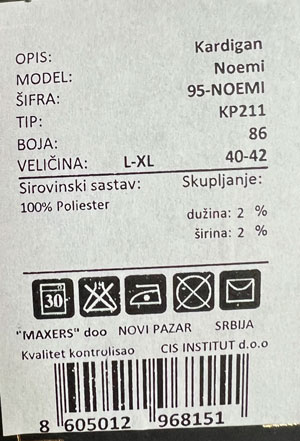 OPIS: Kardigan
MODEL: Noemi
ŠIFRA: 95-NOEMI
TIP: KP211
BOJA: 86
VELIČINA: L-XL 40-42
Sirovinski sastav: Skupljanje:
100% Poliester
dužina: 2 %
širina: 2 %
30
"MAXERS" doo NOVI PAZAR SRBIJA
Kvalitet kontrolisao CIS INSTITUT d.o.o
8 605012 968151